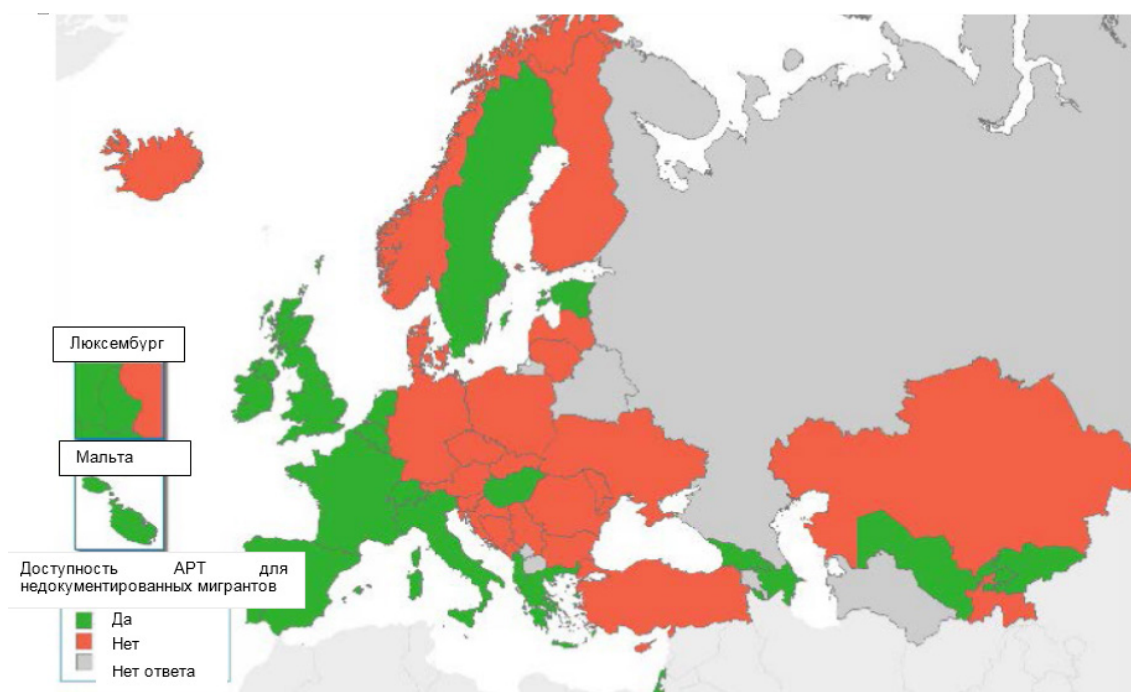 Люксембург
Мальта
Доступность АРТ для
недокументированных мигрантов
Да
Нет
Нет ответа